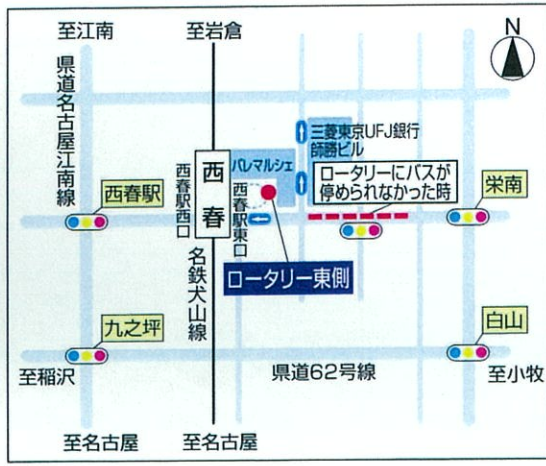 至江南
至岩倉
N
県道名古屋江南線
三菱東京UFJ銀行
師勝ビル
パレマルシェ
ロータリーにバスが
停められなかった時
西春駅
西春駅西口
西春
西春駅東口
栄南
ロータリー東側
名鉄犬山線
九之坪
白山
至稲沢
県道62号線
至小牧
至名古屋
至名古屋